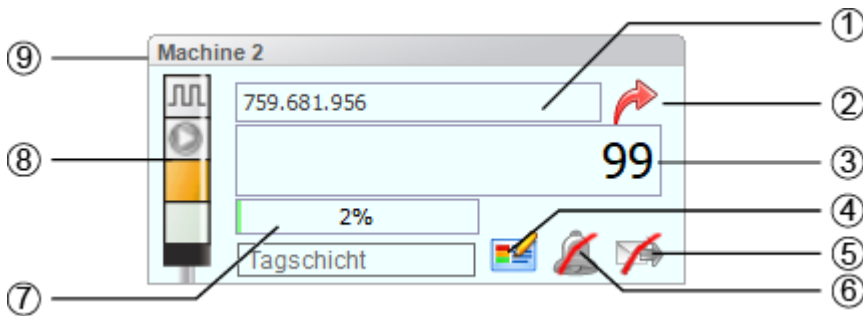 ①
⑨ Machine 2
759.681.956
②
⑧ 99 ③
2% ④
Tagschicht ⑤
⑦ ⑥